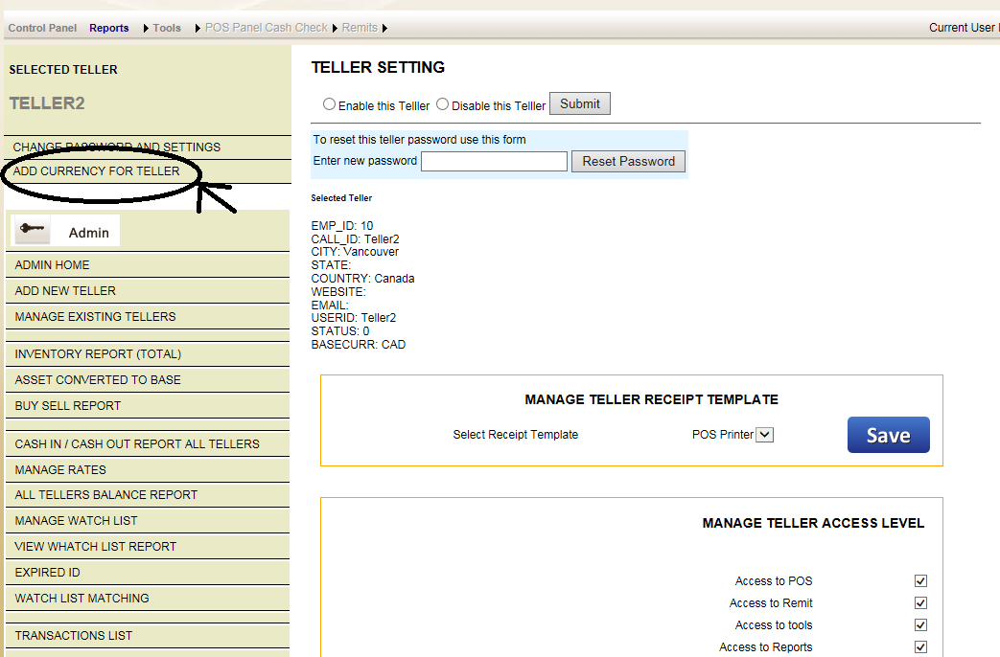 Control Panel Reports Tools POS Panel Cash Check Remits
Current User
SELECTED TELLER
TELLER2
CHANGE PASSWORD AND SETTINGS
ADD CURRENCY FOR TELLER
Admin
ADMIN HOME
ADD NEW TELLER
MANAGE EXISTING TELLERS
INVENTORY REPORT (TOTAL)
ASSET CONVERTED TO BASE
BUY SELL REPORT
CASH IN / CASH OUT REPORT ALL TELLERS
MANAGE RATES
ALL TELLERS BALANCE REPORT
MANAGE WATCH LIST
VIEW WHATCH LIST REPORT
EXPIRED ID
WATCH LIST MATCHING
TRANSACTIONS LIST
TELLER SETTING
Enable this Telller Disable this Telller Submit
To reset this teller password use this form
Enter new password Reset Password
Selected Teller
EMP_ID: 10
CALL_ID: Teller2
CITY: Vancouver
STATE:
COUNTRY: Canada
WEBSITE:
EMAIL:
USERID: Teller2
STATUS: 0
BASECURR: CAD
MANAGE TELLER RECEIPT TEMPLATE
Select Receipt Template POS Printer Save
MANAGE TELLER ACCESS LEVEL
Access to POS
Access to Remit
Access to tools
Access to Reports